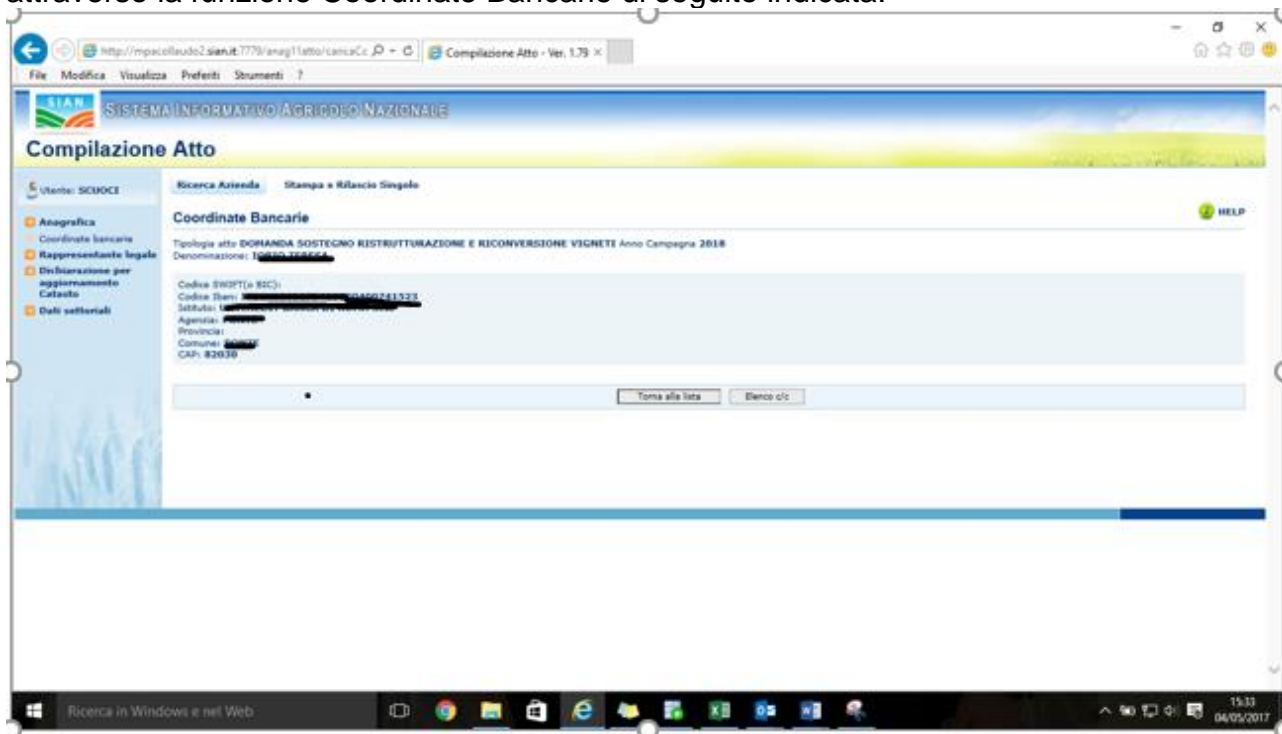 attraverso la funzione Coordinate Bancarie di seguito indicata:
Compilazione Atto - Ver. 1.79
File Modifica Visualizza Preferiti Strumenti ?
SIAN SISTEMA INFORMATIVO AGRICOLO NAZIONALE
Compilazione Atto
Utente: SCUOCI
Ricerca Azienda Stampa e Rilascio Singolo
HELP
Anagrafica
Coordinate bancarie
Rappresentante legale
Dichiarazione per
aggiornamento
Catasto
Dati settoriali
Coordinate Bancarie
Tipologia atto DOMANDA SOSTEGNO RISTRUTTURAZIONE E RICONVERSIONE VIGNETI Anno Campagna 2018
Denominazione:
Codice SWIFT(o BIC):
Codice Iban:
Istituto:
Agenzia:
Provincia:
Comune:
CAP: 82030
Torna alla lista Elenco c/c
Ricerca in Windows e nel Web
15:33
04/05/2017